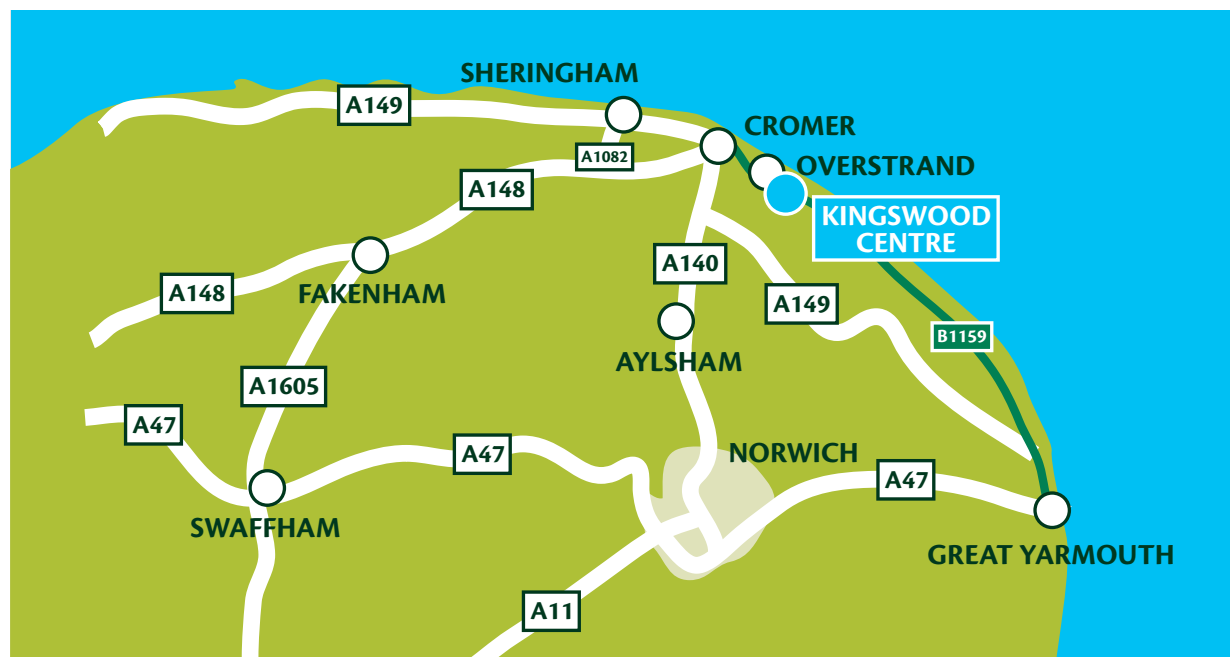 SHERINGHAM
A149
CROMER
A1082
OVERSTRAND
A148
KINGSWOOD
CENTRE
A140
A148
FAKENHAM
A149
B1159
AYLSHAM
A1605
A47
A47
NORWICH
A47
SWAFFHAM
GREAT YARMOUTH
A11